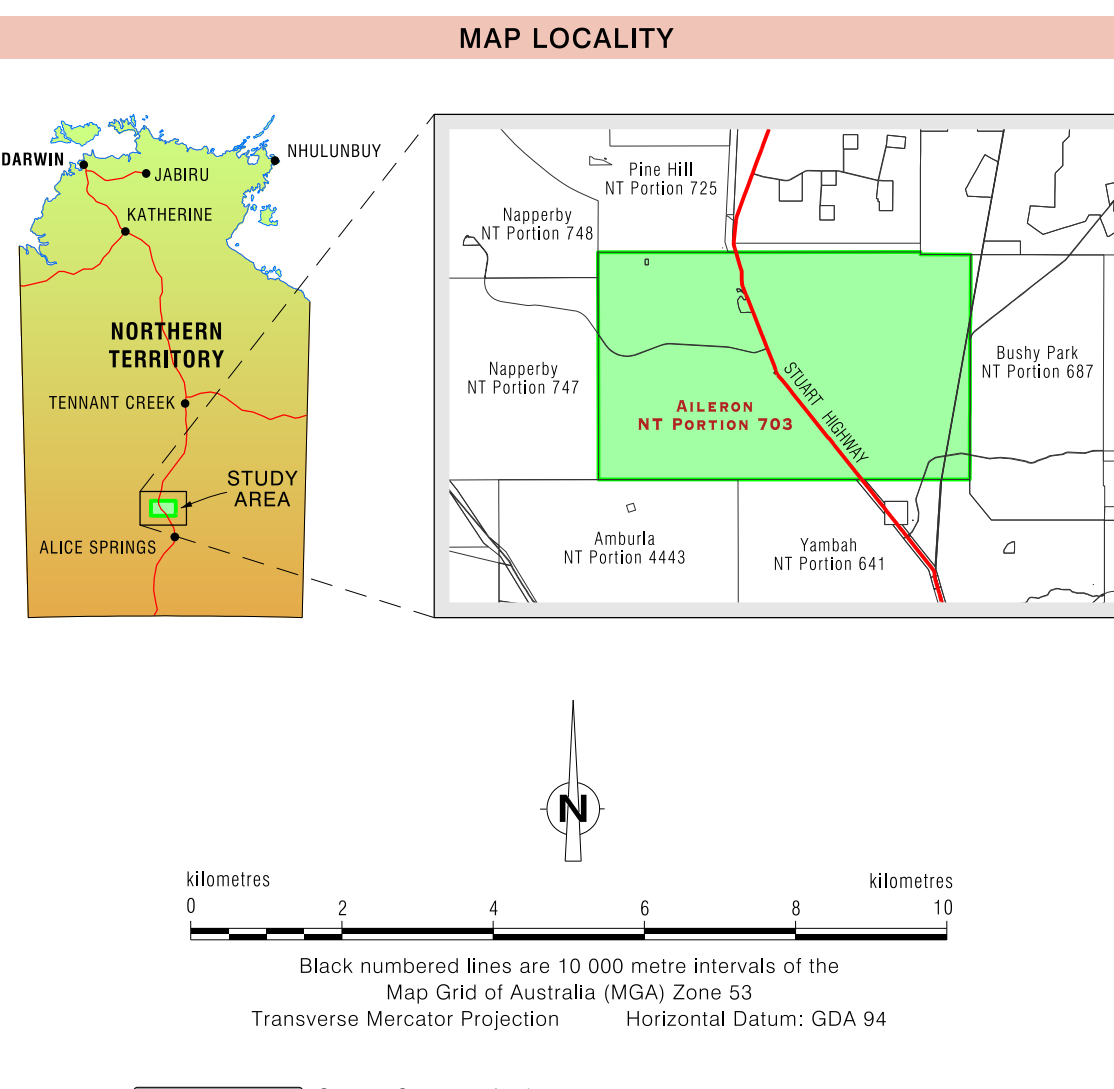 MAP LOCALITY
DARWIN
NHULUNBUY
JABIRU
KATHERINE
NORTHERN
TERRITORY
TENNANT CREEK
STUDY
AREA
ALICE SPRINGS
Pine Hill
NT Portion 725
Napperby
NT Portion 748
Napperby
NT Portion 747
Bushy Park
NT Portion 687
AILERON
NT PORTION 703
STUART HIGHWAY
Amburla
NT Portion 4443
Yambah
NT Portion 641
N
kilometres kilometres
0 2 4 6 8 10
Black numbered lines are 10 000 metre intervals of the
Map Grid of Australia (MGA) Zone 53
Transverse Mercator Projection Horizontal Datum: GDA 94